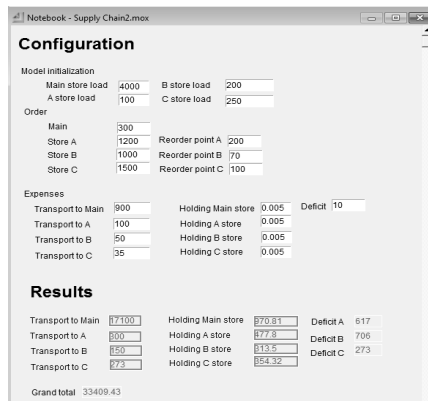 Notebook - Supply Chain2.mox
Configuration
Model initialization
Main store load 4000 B store load 200
A store load 100 C store load 250
Order
Main 300
Store A 1200 Reorder point A 200
Store B 1000 Reorder point B 70
Store C 1500 Reorder point C 100
Expenses
Transport to Main 900 Holding Main store 0.005 Deficit 10
Transport to A 100 Holding A store 0.005
Transport to B 50 Holding B store 0.005
Transport to C 35 Holding C store 0.005
Results
Transport to Main 17100 Holding Main store 970.81 Deficit A 617
Transport to A 300 Holding A store 477.8 Deficit B 706
Transport to B 150 Holding B store 313.5 Deficit C 273
Transport to C 273 Holding C store 354.32
Grand total 33409.43